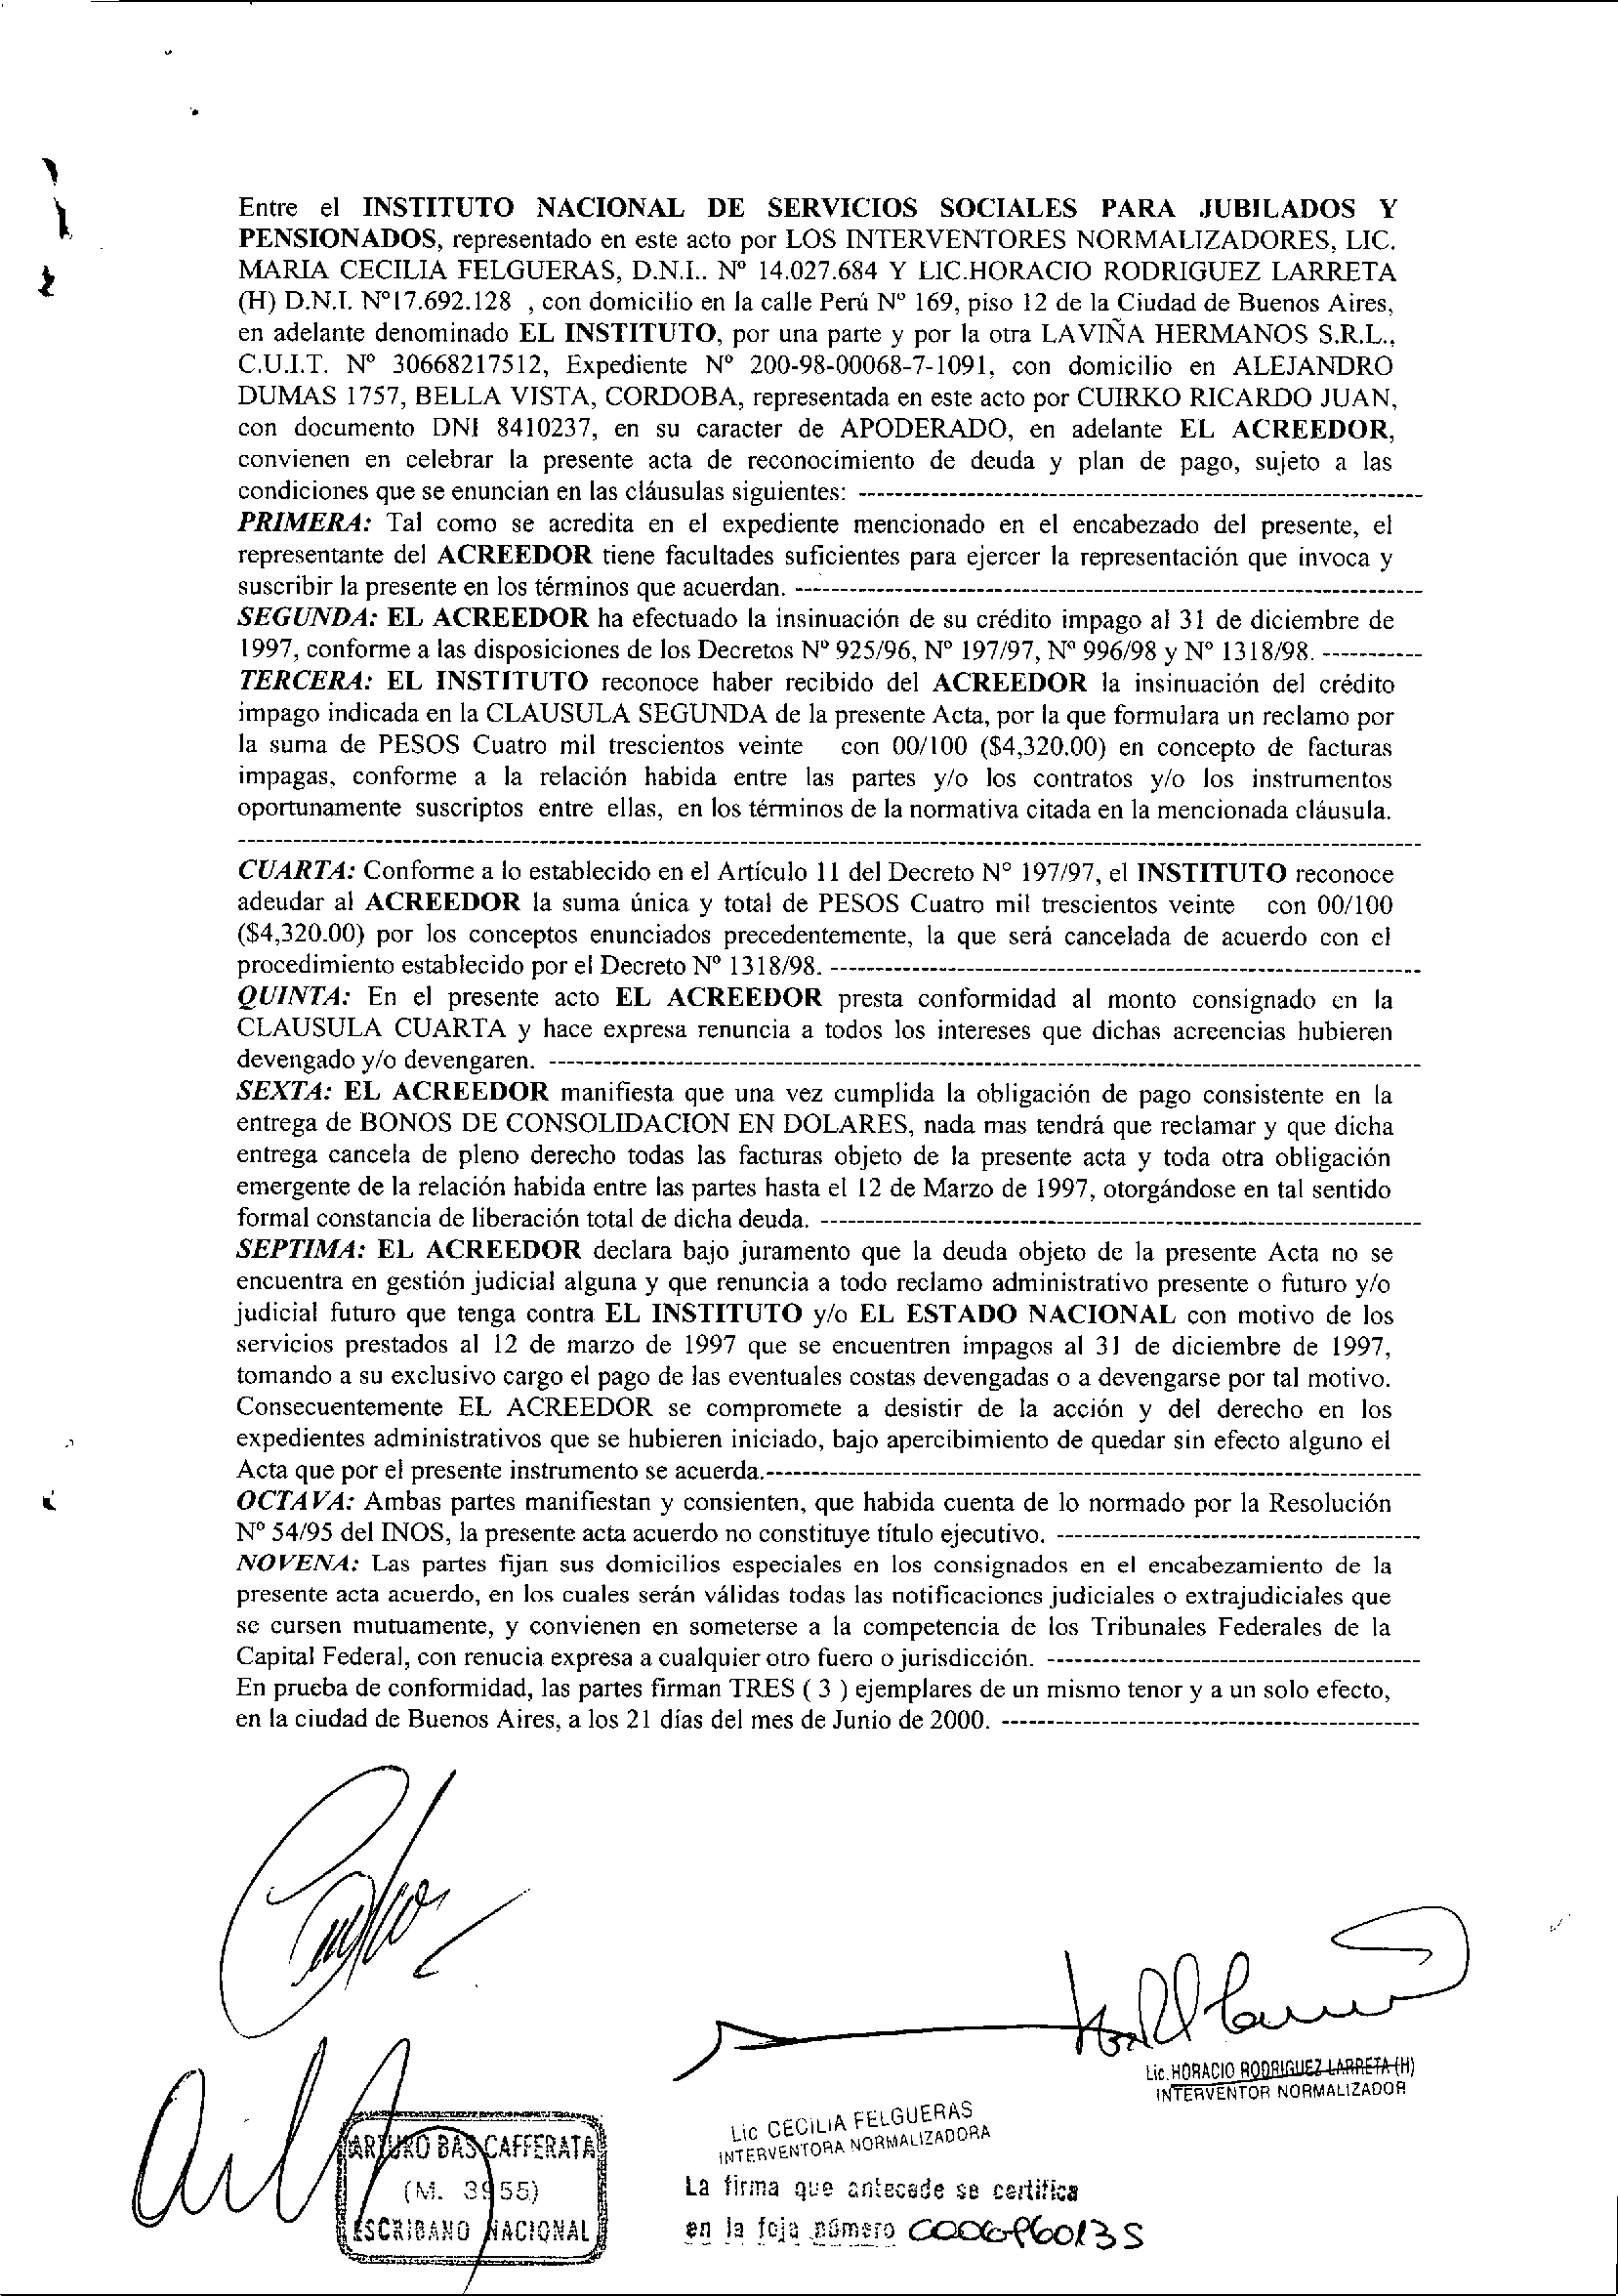 Entre el INSTITUTO NACIONAL DE SERVICIOS SOCIALES PARA JUBILADOS Y
PENSIONADOS, representado en este acto por LOS INTERVENTORES NORMALIZADORES, LIC.
MARIA CECILIA FELGUERAS, D.N.I.. Nº 14.027.684 Y LIC.HORACIO RODRIGUEZ LARRETA
(H) D.N.I. Nº17.692.128 , con domicilio en la calle Perú Nº 169, piso 12 de la Ciudad de Buenos Aires,
en adelante denominado EL INSTITUTO, por una parte y por la otra LAVIÑA HERMANOS S.R.L.,
C.U.I.T. Nº 30668217512, Expediente Nº 200-98-00068-7-1091, con domicilio en ALEJANDRO
DUMAS 1757, BELLA VISTA, CORDOBA, representada en este acto por CUIRKO RICARDO JUAN,
con documento DNI 8410237, en su caracter de APODERADO, en adelante EL ACREEDOR,
convienen en celebrar la presente acta de reconocimiento de deuda y plan de pago, sujeto a las
condiciones que se enuncian en las cláusulas siguientes: ----------------------------------------------------------------
PRIMERA: Tal como se acredita en el expediente mencionado en el encabezado del presente, el
representante del ACREEDOR tiene facultades suficientes para ejercer la representación que invoca y
suscribir la presente en los términos que acuerdan. -----------------------------------------------------------------------
SEGUNDA: EL ACREEDOR ha efectuado la insinuación de su crédito impago al 31 de diciembre de
1997, conforme a las disposiciones de los Decretos Nº 925/96, Nº 197/97, Nº 996/98 y Nº 1318/98. -----------
TERCERA: EL INSTITUTO reconoce haber recibido del ACREEDOR la insinuación del crédito
impago indicada en la CLAUSULA SEGUNDA de la presente Acta, por la que formulara un reclamo por
la suma de PESOS Cuatro mil trescientos veinte con 00/100 ($4,320.00) en concepto de facturas
impagas, conforme a la relación habida entre las partes y/o los contratos y/o los instrumentos
oportunamente suscriptos entre ellas, en los términos de la normativa citada en la mencionada cláusula.
--------------------------------------------------------------------------------------------------------------------------------------
CUARTA: Conforme a lo establecido en el Artículo 11 del Decreto Nº 197/97, el INSTITUTO reconoce
adeudar al ACREEDOR la suma única y total de PESOS Cuatro mil trescientos veinte con 00/100
($4,320.00) por los conceptos enunciados precedentemente, la que será cancelada de acuerdo con el
procedimiento establecido por el Decreto Nº 1318/98. -------------------------------------------------------------------
QUINTA: En el presente acto EL ACREEDOR presta conformidad al monto consignado en la
CLAUSULA CUARTA y hace expresa renuncia a todos los intereses que dichas acreencias hubieren
devengado y/o devengaren. ---------------------------------------------------------------------------------------------------
SEXTA: EL ACREEDOR manifiesta que una vez cumplida la obligación de pago consistente en la
entrega de BONOS DE CONSOLIDACION EN DOLARES, nada mas tendrá que reclamar y que dicha
entrega cancela de pleno derecho todas las facturas objeto de la presente acta y toda otra obligación
emergente de la relación habida entre las partes hasta el 12 de Marzo de 1997, otorgándose en tal sentido
formal constancia de liberación total de dicha deuda. --------------------------------------------------------------------
SEPTIMA: EL ACREEDOR declara bajo juramento que la deuda objeto de la presente Acta no se
encuentra en gestión judicial alguna y que renuncia a todo reclamo administrativo presente o futuro y/o
judicial futuro que tenga contra EL INSTITUTO y/o EL ESTADO NACIONAL con motivo de los
servicios prestados al 12 de marzo de 1997 que se encuentren impagos al 31 de diciembre de 1997,
tomando a su exclusivo cargo el pago de las eventuales costas devengadas o a devengarse por tal motivo.
Consecuentemente EL ACREEDOR se compromete a desistir de la acción y del derecho en los
expedientes administrativos que se hubieren iniciado, bajo apercibimiento de quedar sin efecto alguno el
Acta que por el presente instrumento se acuerda.--------------------------------------------------------------------------
OCTAVA: Ambas partes manifiestan y consienten, que habida cuenta de lo normado por la Resolución
Nº 54/95 del INOS, la presente acta acuerdo no constituye título ejecutivo. -----------------------------------------
NOVENA: Las partes fijan sus domicilios especiales en los consignados en el encabezamiento de la
presente acta acuerdo, en los cuales serán válidas todas las notificaciones judiciales o extrajudiciales que
se cursen mutuamente, y convienen en someterse a la competencia de los Tribunales Federales de la
Capital Federal, con renucia expresa a cualquier otro fuero o jurisdicción. ------------------------------------------
En prueba de conformidad, las partes firman TRES ( 3 ) ejemplares de un mismo tenor y a un solo efecto,
en la ciudad de Buenos Aires, a los 21 días del mes de Junio de 2000. -----------------------------------------------
Lic. HORACIO RODRIGUEZ LARRETA (H)
INTERVENTOR NORMALIZADOR
Lic CECILIA FELGUERAS
INTERVENTORA NORMALIZADORA
ARTURO BAS CAFFERATA
(M. 3955)
ESCRIBANO NACIONAL
La firma que antecede se certifica
en la foja número